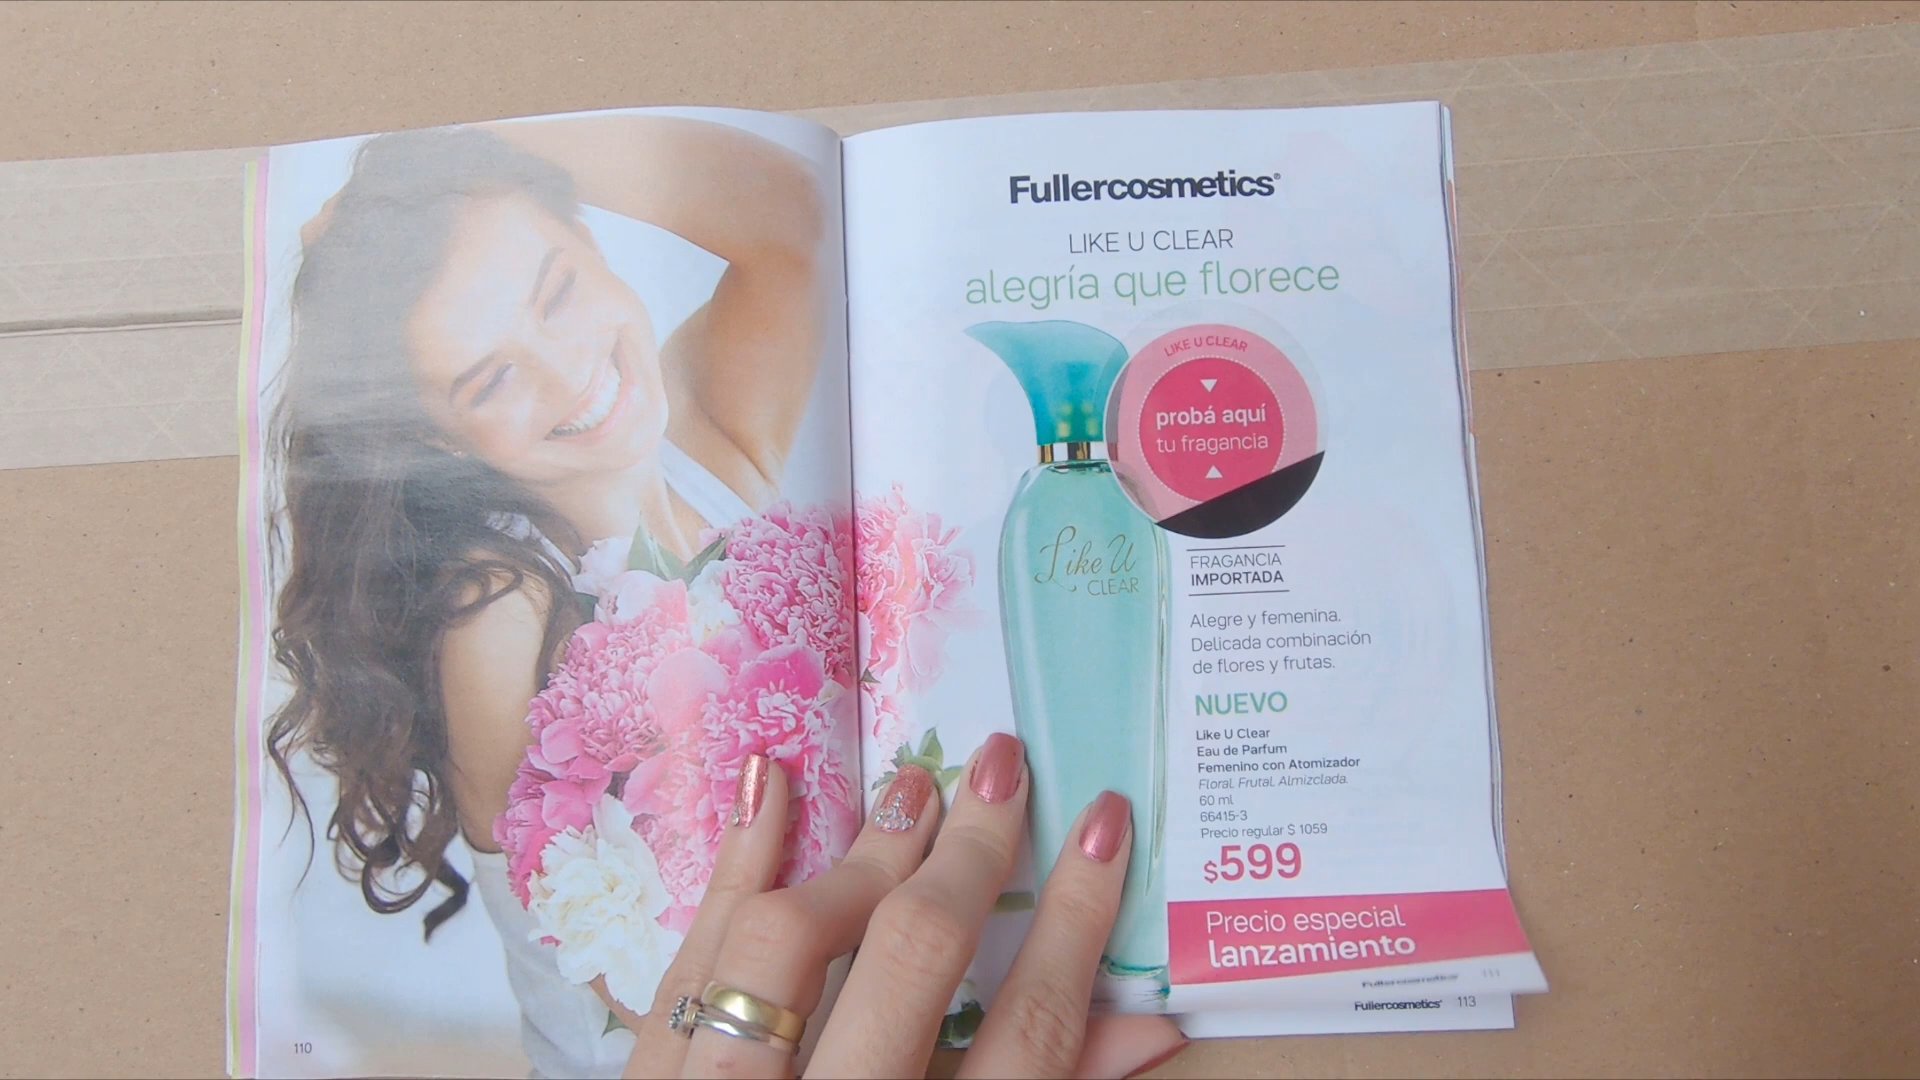 Fullercosmetics®
LIKE U CLEAR
alegría que florece
LIKE U CLEAR
probá aquí
tu fragancia
Like U
CLEAR
FRAGANCIA
IMPORTADA
Alegre y femenina.
Delicada combinación
de flores y frutas.
NUEVO
Like U Clear
Eau de Parfum
Femenino con Atomizador
Floral. Frutal. Almizclada.
60 ml
66415-3
Precio regular $ 1059
$599
Precio especial
lanzamiento
Fullercosmetics® 111
Fullercosmetics® 113
110